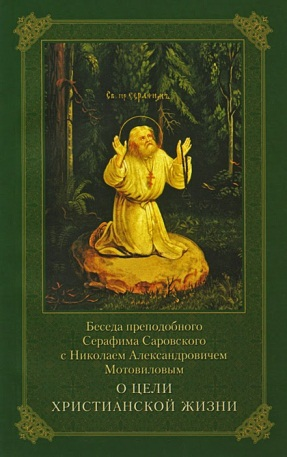 Св. пр. Серафимъ
Беседа преподобного
Серафима Саровского
с Николаем Александровичем
Мотовиловым
О ЦЕЛИ
ХРИСТИАНСКОЙ ЖИЗНИ